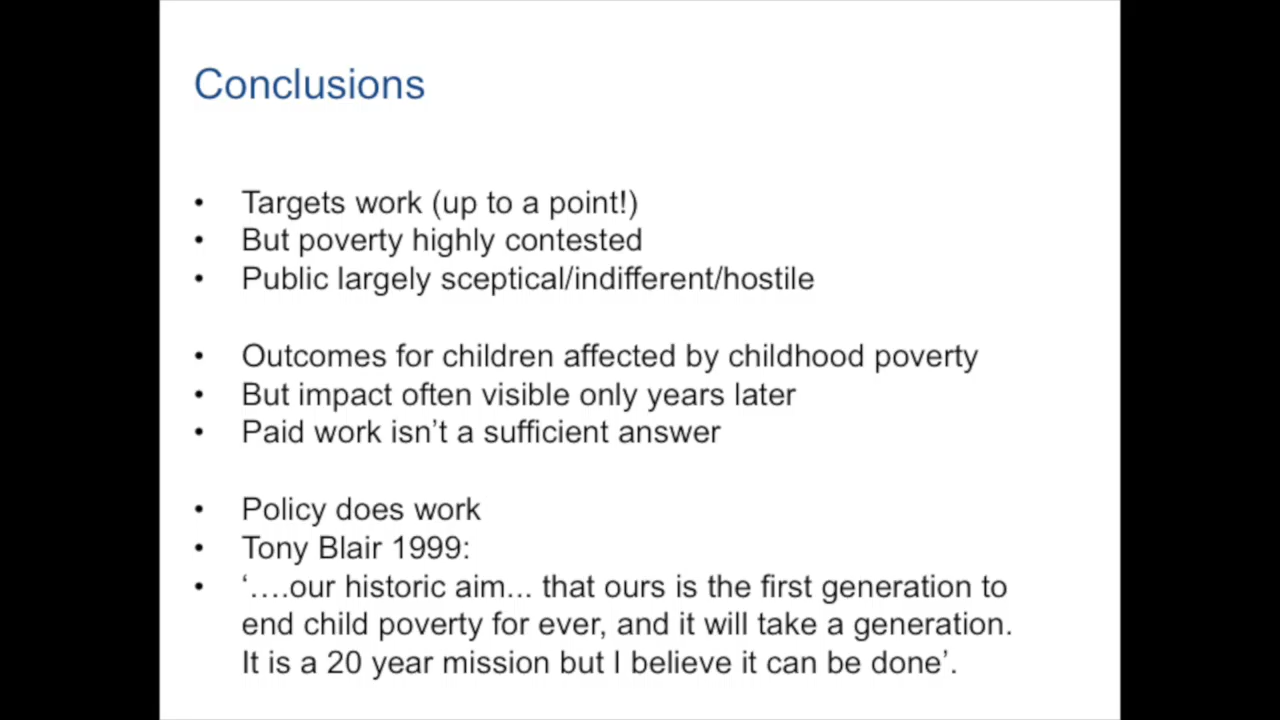 Conclusions
• Targets work (up to a point!)
• But poverty highly contested
• Public largely sceptical/indifferent/hostile
• Outcomes for children affected by childhood poverty
• But impact often visible only years later
• Paid work isn’t a sufficient answer
• Policy does work
• Tony Blair 1999:
• ‘….our historic aim... that ours is the first generation to
end child poverty for ever, and it will take a generation.
It is a 20 year mission but I believe it can be done’.